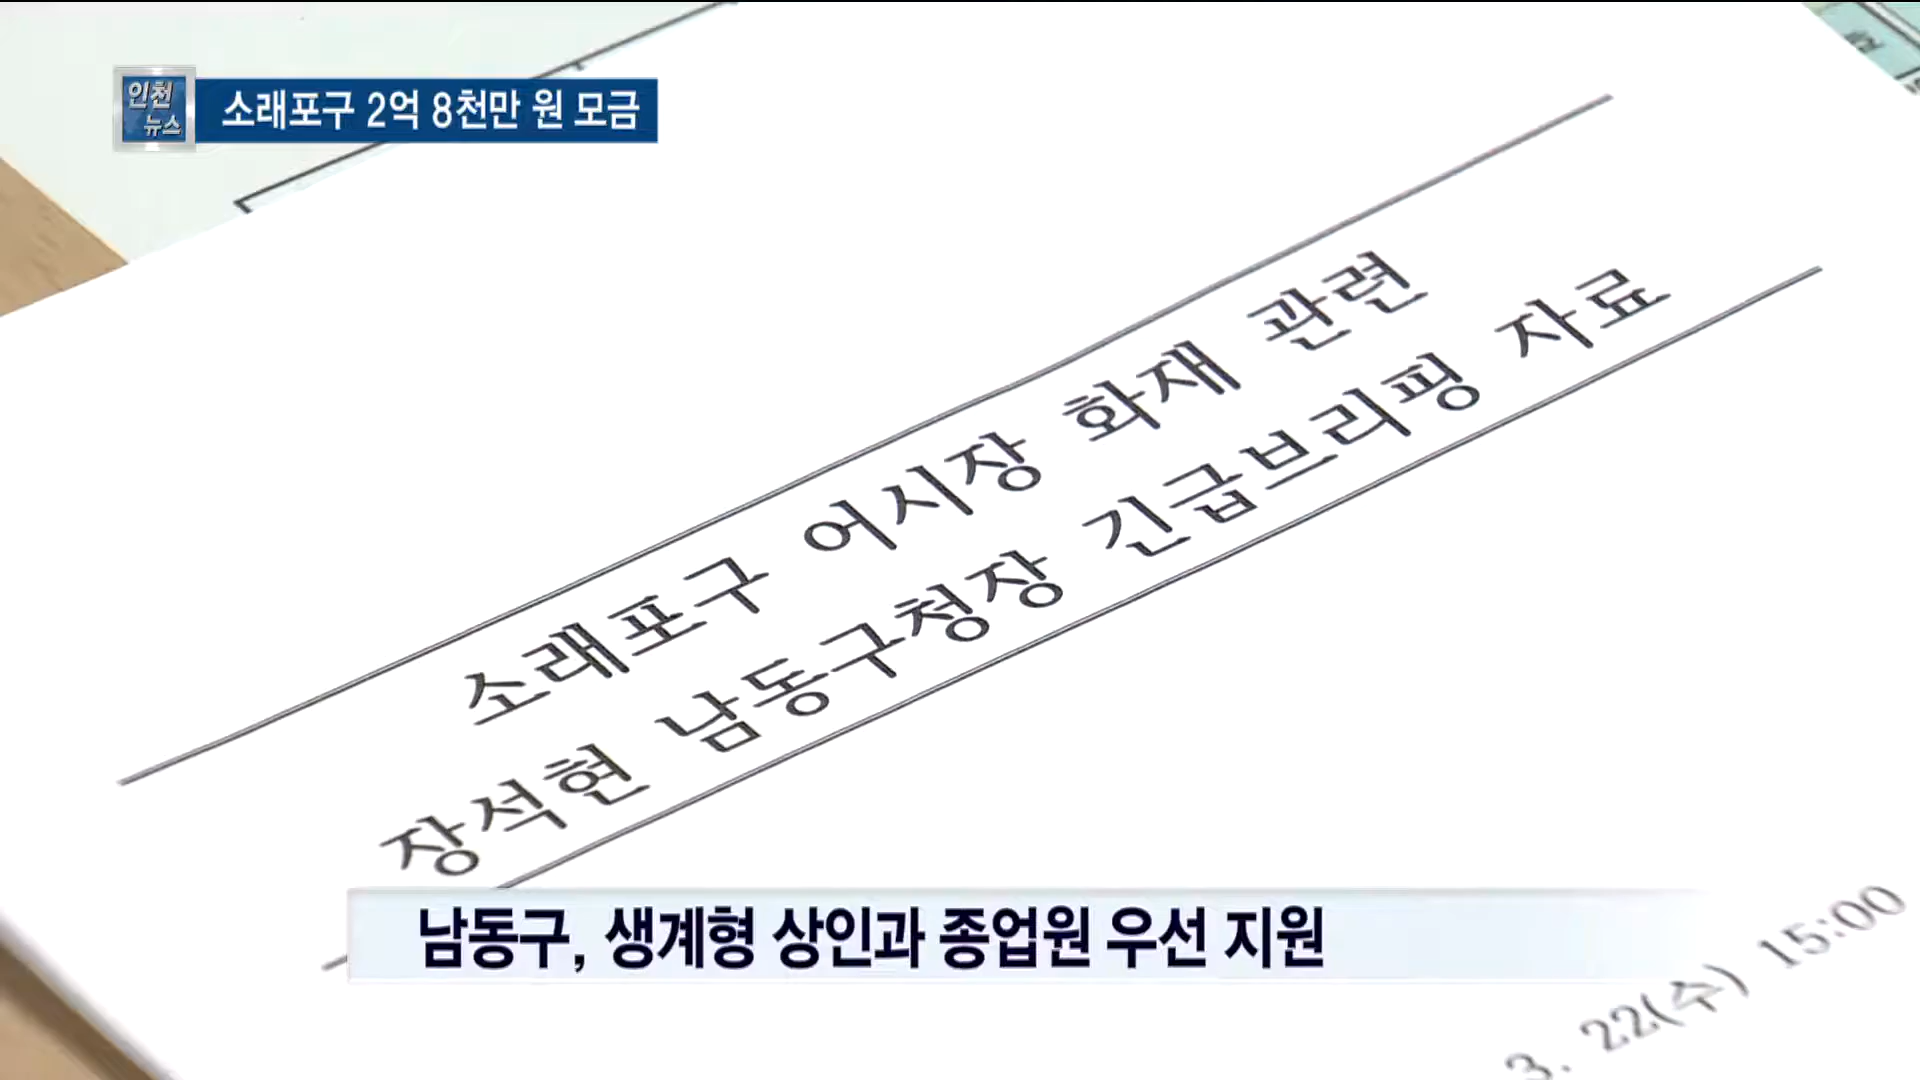 인천
뉴스
소래포구 2억 8천만 원 모금
소래포구 어시장 화재 관련
장석현 남동구청장 긴급브리핑 자료
3. 22(수) 15:00
남동구, 생계형 상인과 종업원 우선 지원